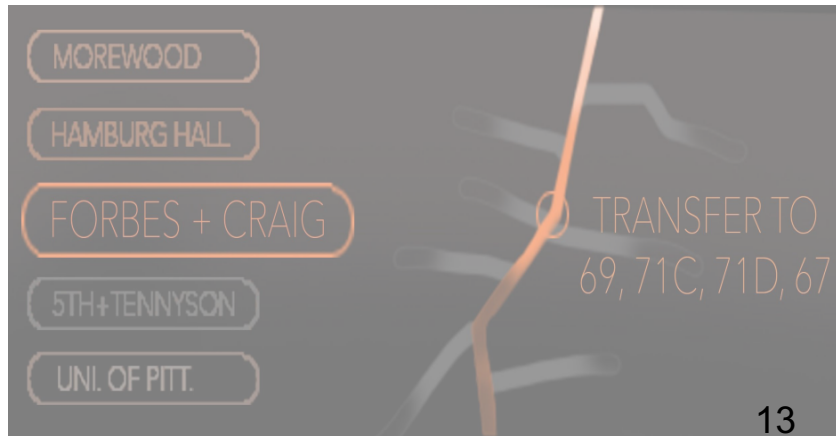 MOREWOOD
HAMBURG HALL
FORBES + CRAIG
5TH+TENNYSON
UNI. OF PITT.
TRANSFER TO
69, 71C, 71D, 67
13